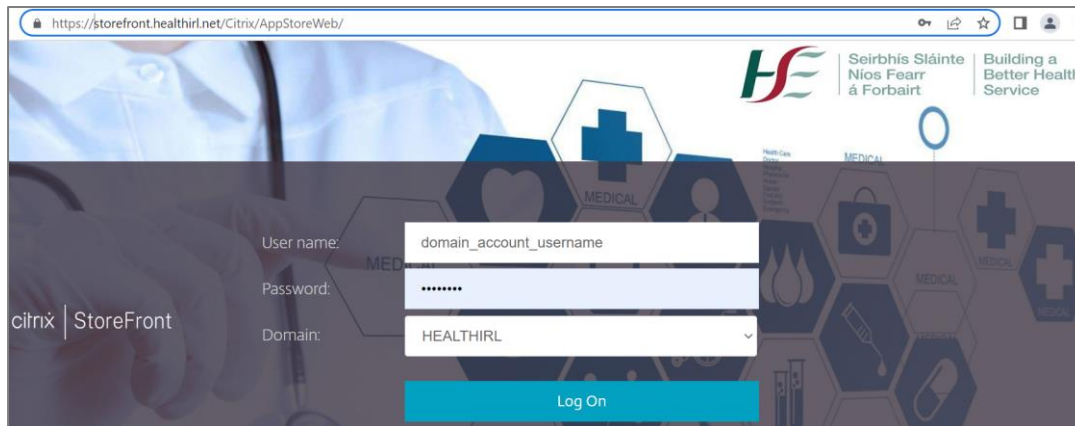 https://storefront.healthirl.net/Citrix/AppStoreWeb/
Seirbhís Sláinte
Níos Fearr
á Forbairt
Building a
Better Health
Service
MEDICAL
MEDICAL
User name:
domain_account_username
MEDICAL
Password:
••••••••
MEDICAL
MEDICAL
citrix | StoreFront
Domain:
HEALTHIRL
Log On